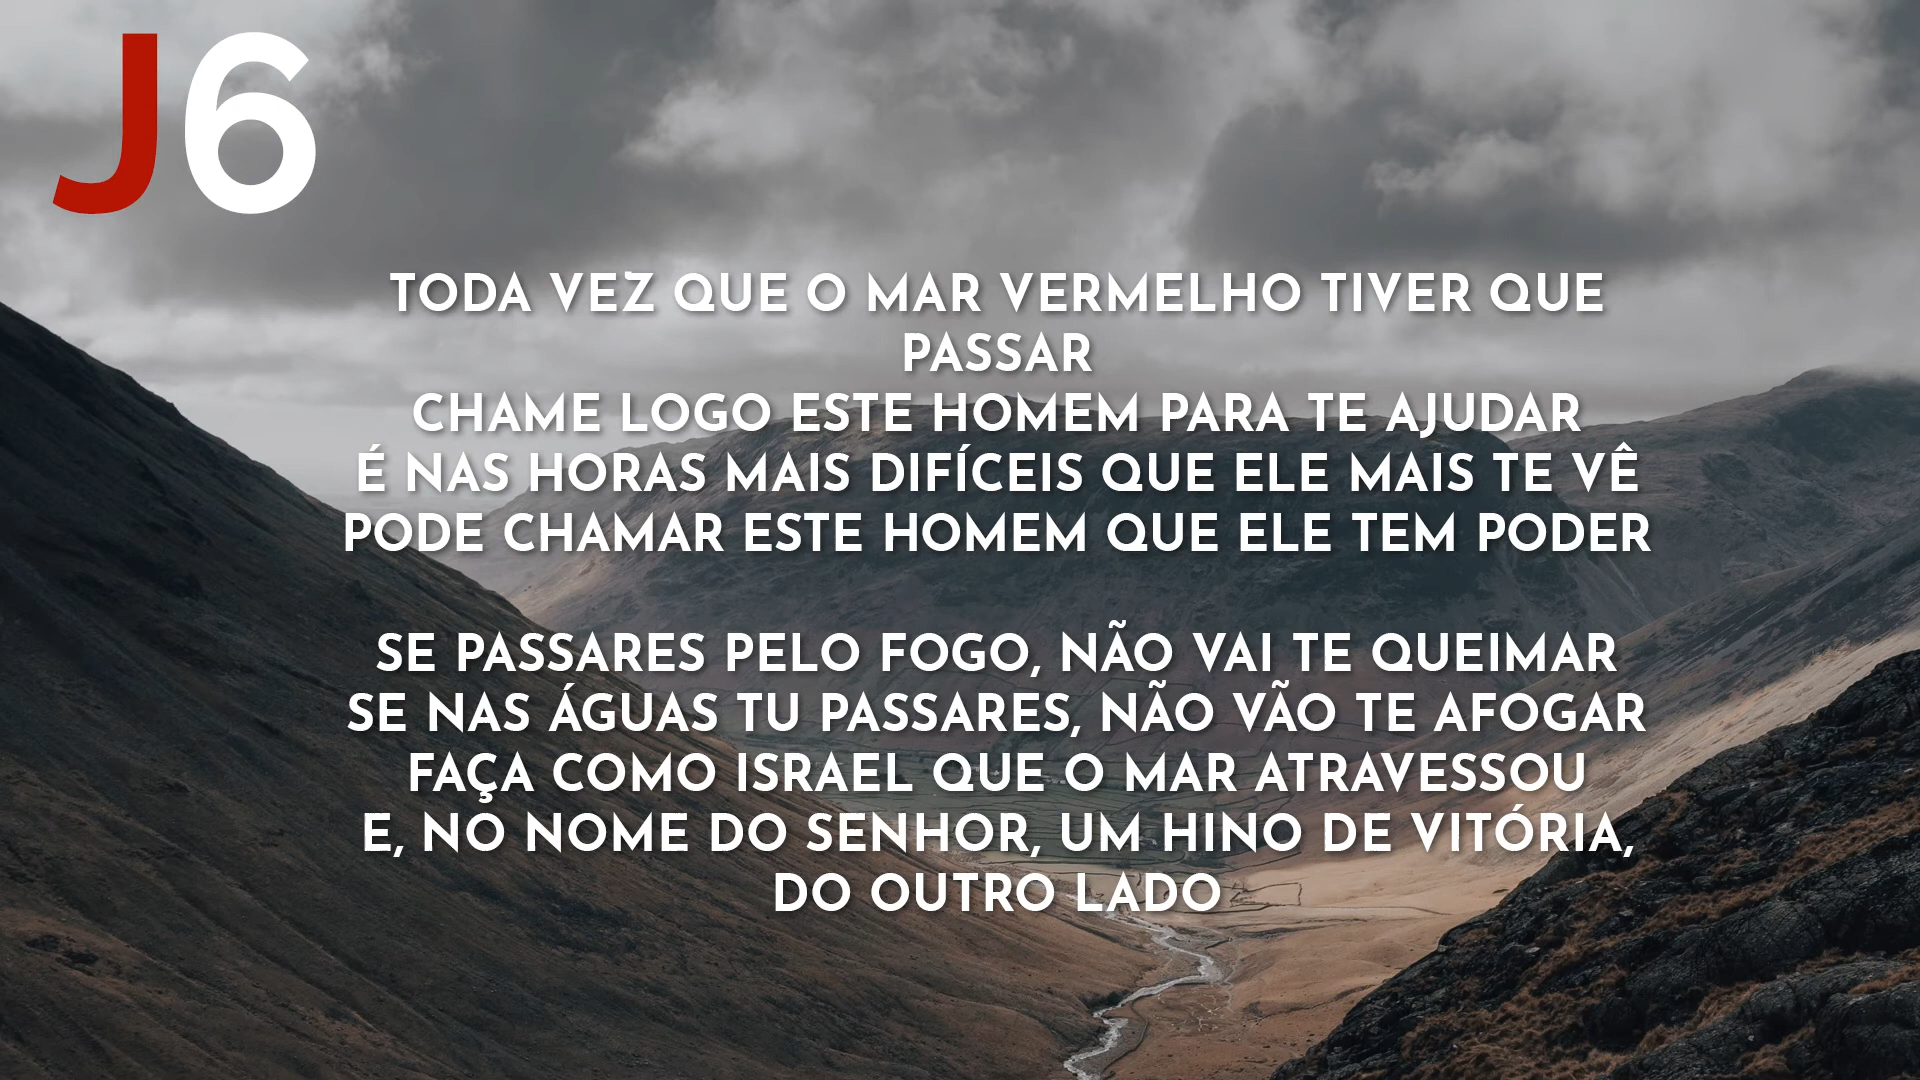 J6
TODA VEZ QUE O MAR VERMELHO TIVER QUE
PASSAR
CHAME LOGO ESTE HOMEM PARA TE AJUDAR
É NAS HORAS MAIS DIFÍCEIS QUE ELE MAIS TE VÊ
PODE CHAMAR ESTE HOMEM QUE ELE TEM PODER
SE PASSARES PELO FOGO, NÃO VAI TE QUEIMAR
SE NAS ÁGUAS TU PASSARES, NÃO VÃO TE AFOGAR
FAÇA COMO ISRAEL QUE O MAR ATRAVESSOU
E, NO NOME DO SENHOR, UM HINO DE VITÓRIA,
DO OUTRO LADO